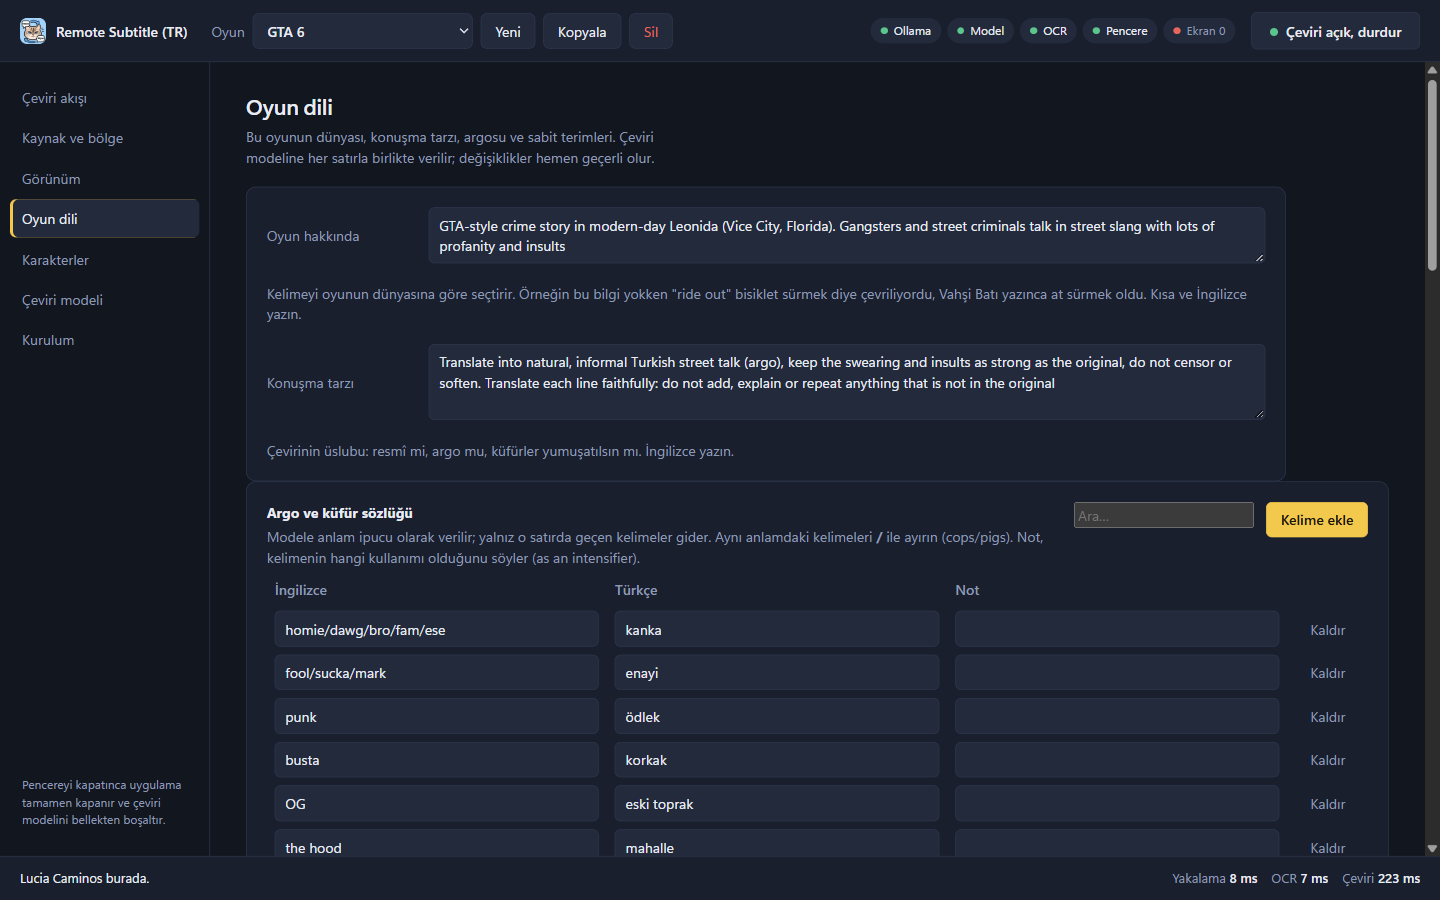 Remote Subtitle (TR)
Oyun
GTA 6
Yeni
Kopyala
Sil
Ollama
Model
OCR
Pencere
Ekran 0
Çeviri açık, durdur
Çeviri akışı
Kaynak ve bölge
Görünüm
Oyun dili
Karakterler
Çeviri modeli
Kurulum
Pencereyi kapatınca uygulama
tamamen kapanır ve çeviri
modelini bellekten boşaltır.
Oyun dili
Bu oyunun dünyası, konuşma tarzı, argosu ve sabit terimleri. Çeviri
modeline her satırla birlikte verilir; değişiklikler hemen geçerli olur.
Oyun hakkında
GTA-style crime story in modern-day Leonida (Vice City, Florida). Gangsters and street criminals talk in street slang with lots of
profanity and insults
Kelimeyi oyunun dünyasına göre seçtirir. Örneğin bu bilgi yokken "ride out" bisiklet sürmek diye çevriliyordu, Vahşi Batı yazınca at sürmek oldu. Kısa ve İngilizce
yazın.
Konuşma tarzı
Translate into natural, informal Turkish street talk (argo), keep the swearing and insults as strong as the original, do not censor or
soften. Translate each line faithfully: do not add, explain or repeat anything that is not in the original
Çevirinin üslubu: resmî mi, argo mu, küfürler yumuşatılsın mı. İngilizce yazın.
Argo ve küfür sözlüğü
Modele anlam ipucu olarak verilir; yalnız o satırda geçen kelimeler gider. Aynı anlamdaki kelimeleri / ile ayırın (cops/pigs). Not,
kelimenin hangi kullanımı olduğunu söyler (as an intensifier).
Ara...
Kelime ekle
İngilizce Türkçe Not
homie/dawg/bro/fam/ese kanka Kaldır
fool/sucka/mark enayi Kaldır
punk ödlek Kaldır
busta korkak Kaldır
OG eski toprak Kaldır
the hood mahalle Kaldır
Lucia Caminos burada.
Yakalama 8 ms OCR 7 ms Çeviri 223 ms